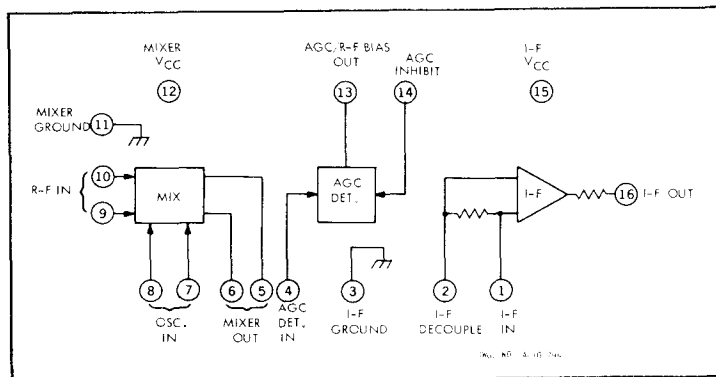 MIXER
VCC
12
AGC/R-F BIAS
OUT
13
AGC
INHIBIT
14
I-F
VCC
15
MIXER
GROUND
11
R-F IN
10
9
MIX
AGC
DET.
I-F
16
I-F OUT
8
7
6
5
4
3
2
1
OSC.
IN
MIXER
OUT
AGC
DET.
IN
I-F
GROUND
I-F
DECOUPLE
I-F
IN